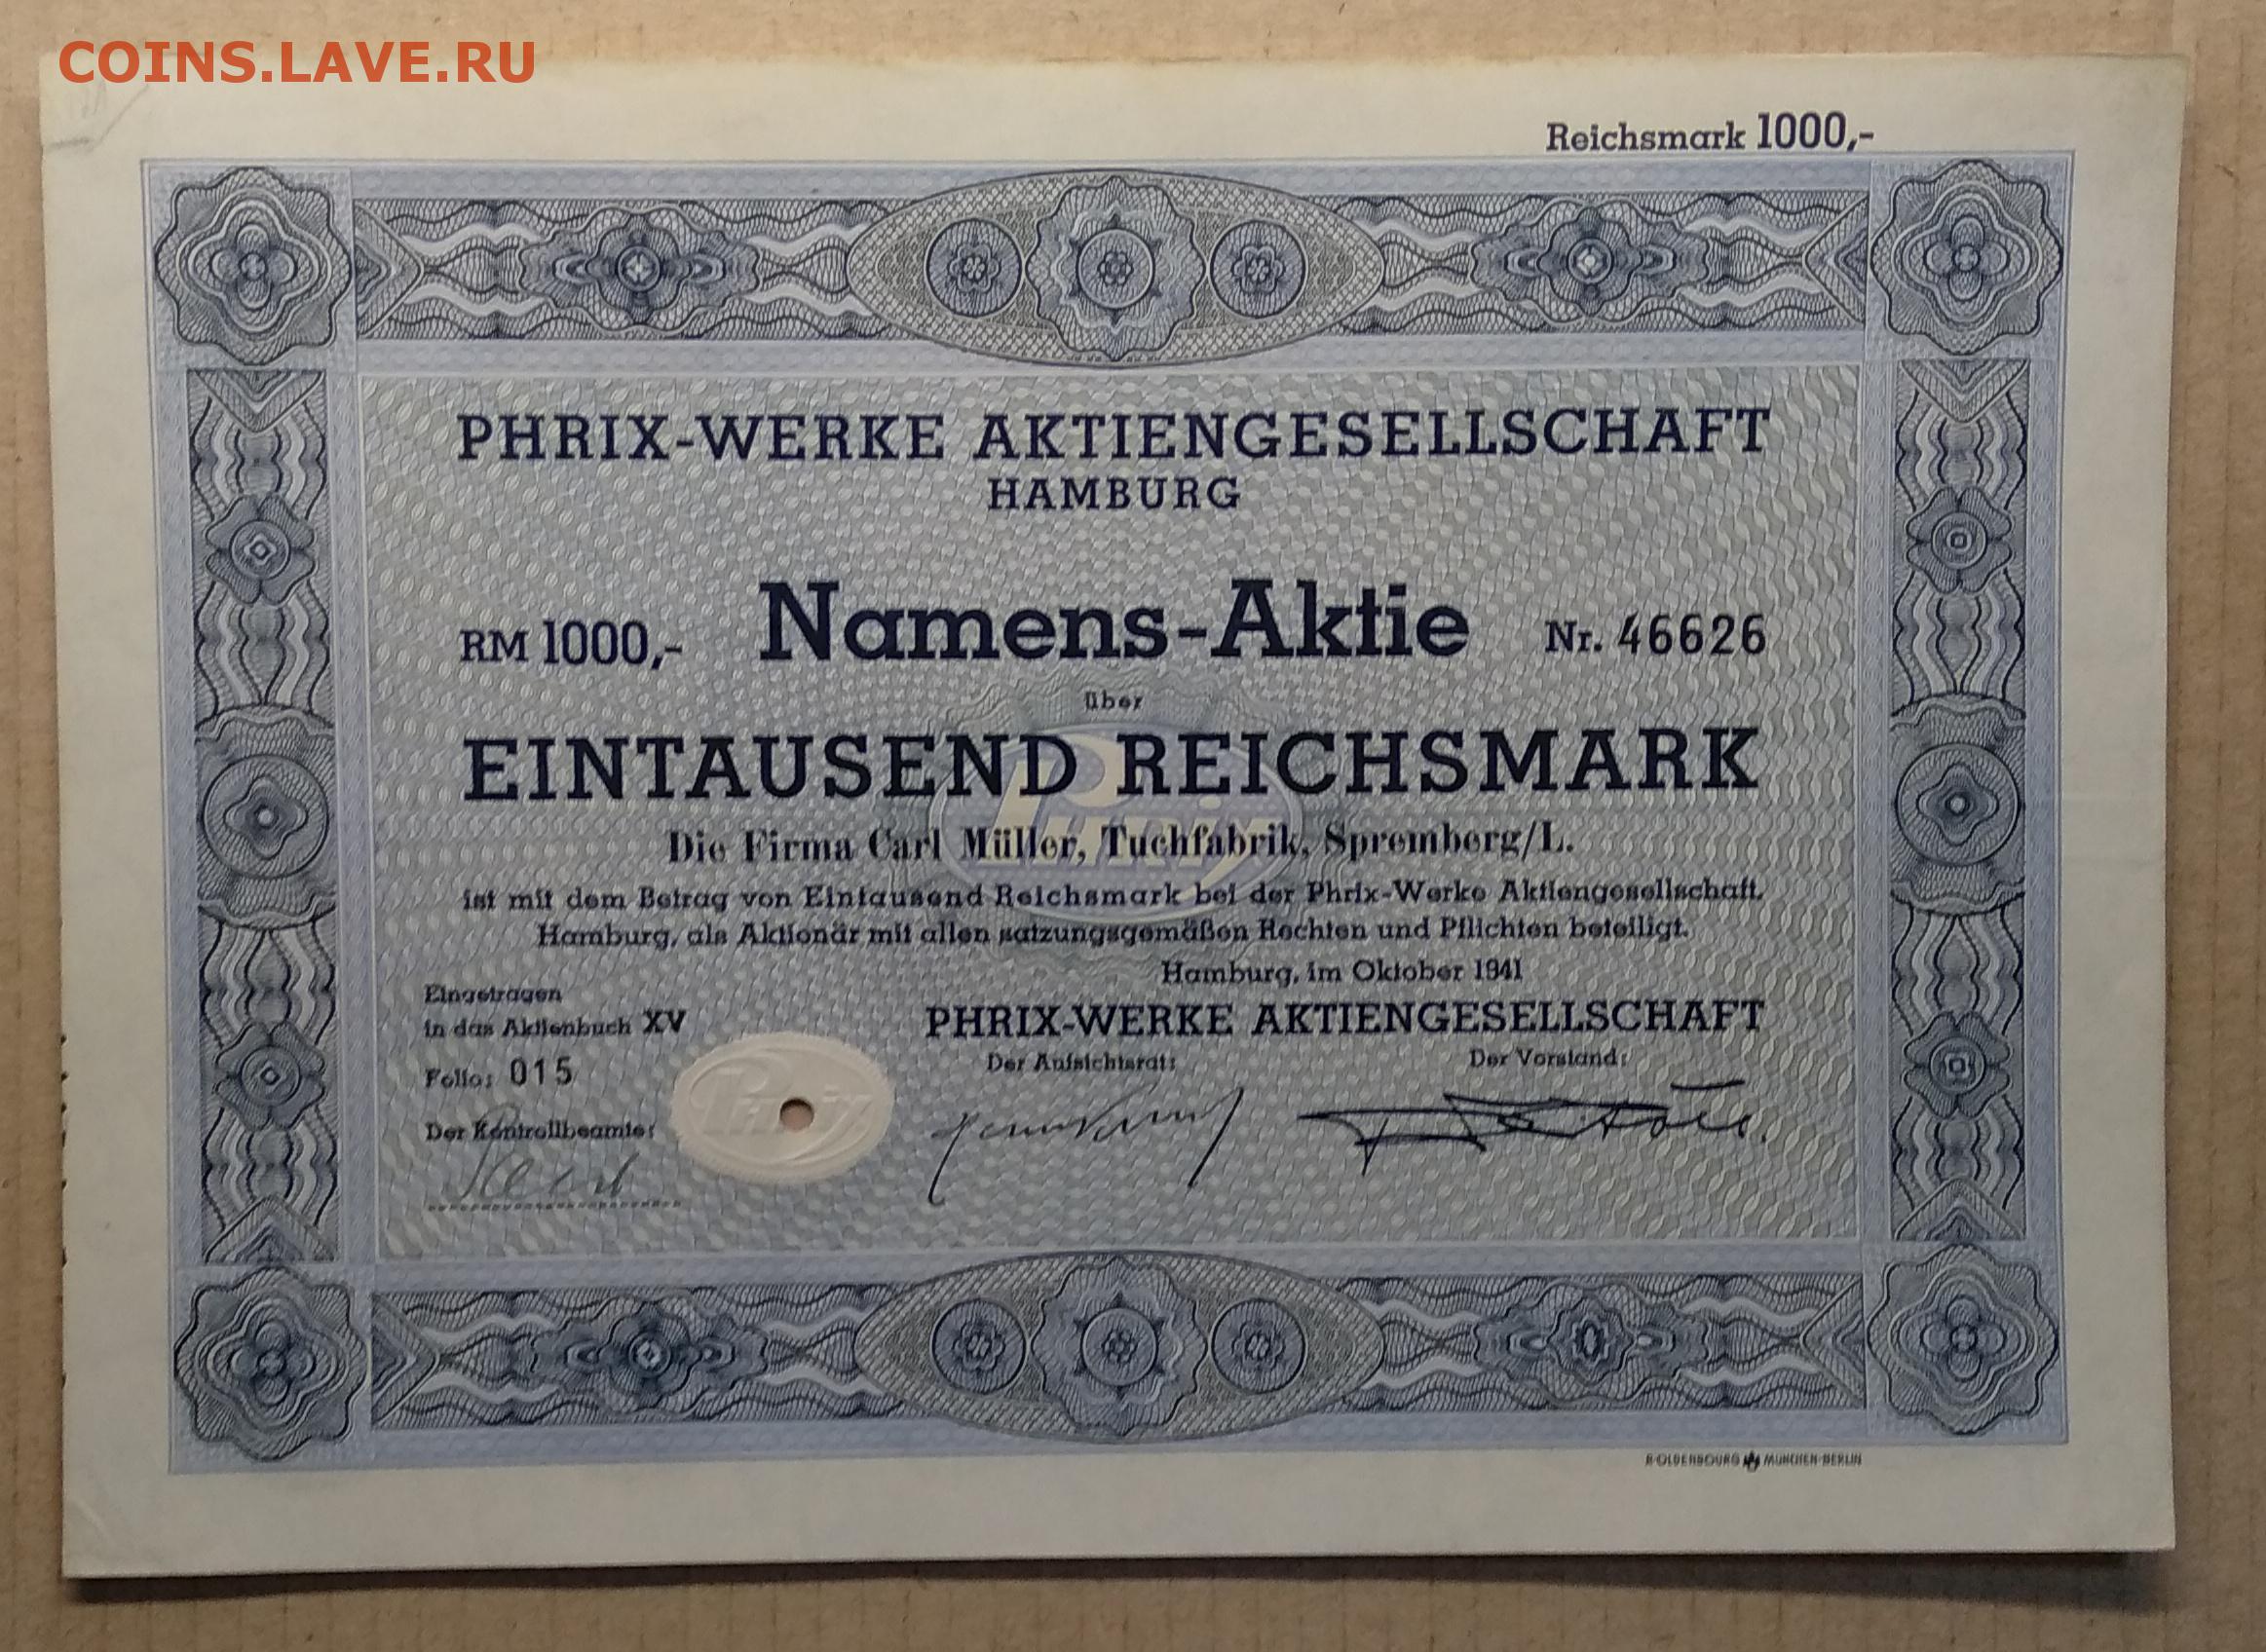 COINS.LAVE.RU
Reichsmark 1000,-
PHRIX-WERKE AKTIENGESELLSCHAFT
HAMBURG
RM 1000,- Namens-Aktie Nr. 46626
über
EINTAUSEND REICHSMARK
Die Firma Carl Müller, Tuchfabrik, Spremberg/L.
ist mit dem Betrag von Eintausend Reichsmark bei der Phrix-Werke Aktiengesellschaft,
Hamburg, als Aktionär mit allen satzungsgemäßen Rechten und Pflichten beteiligt.
Hamburg, im Oktober 1941
Eingetragen
in das Aktienbuch XV
PHRIX-WERKE AKTIENGESELLSCHAFT
Der Aufsichtsrat:
Der Vorstand:
Folio: 015
Phrix
Der Kontrollbeamte:
R·OLDENBOURG MÜNCHEN-BERLIN